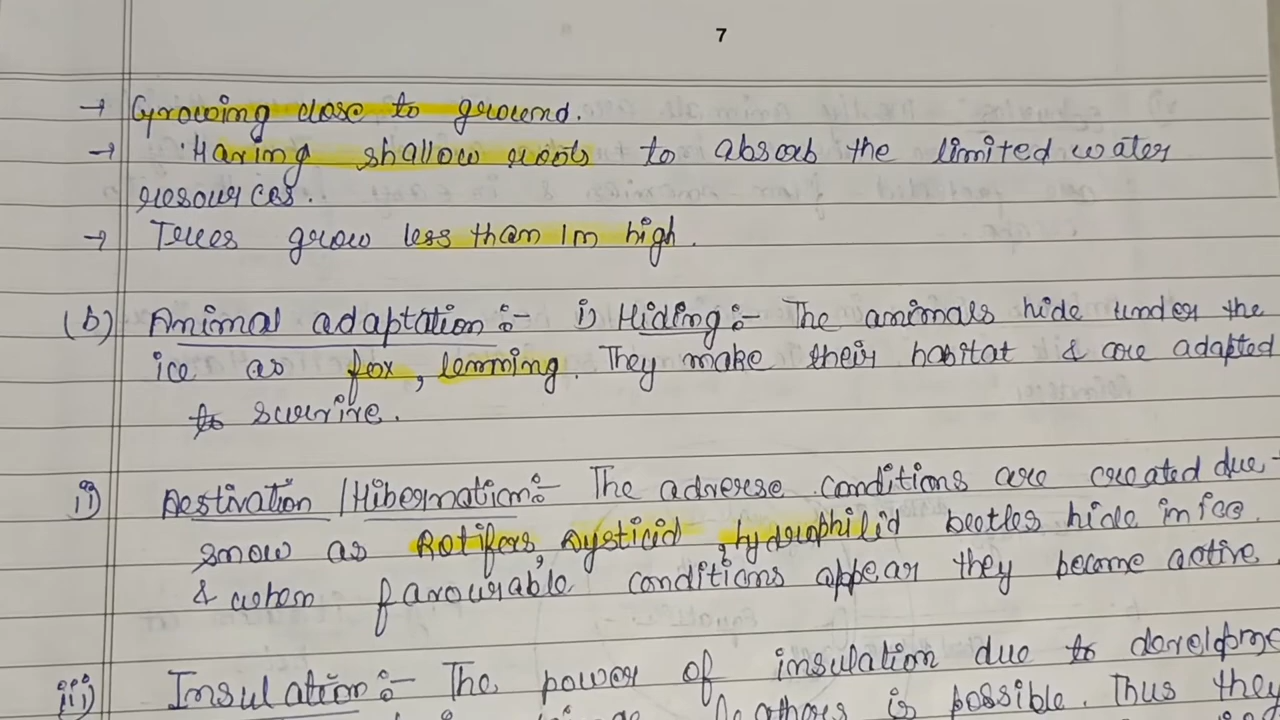 7
→ Growing close to ground.
→ Having shallow roots to absorb the limited water
resources.
→ Trees grow less than 1m high.
(b) Animal adaptation :- i) Hiding :- The animals hide under the
ice as fox, lemming. They make their habitat & are adapted
to survive.
ii) Aestivation / Hibernation :- The adverse conditions are created due
snow as Rotifers, Dysticid, hydrophilid beetles hide in ice
& when favourable conditions appear they become active.
iii) Insulation :- The power of insulation due to
is possible. Thus they